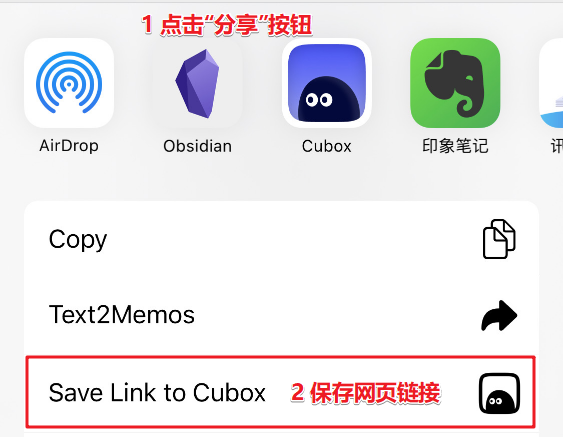 1 点击“分享”按钮
AirDrop
Obsidian
Cubox
印象笔记
讯
Copy
Text2Memos
Save Link to Cubox
2 保存网页链接